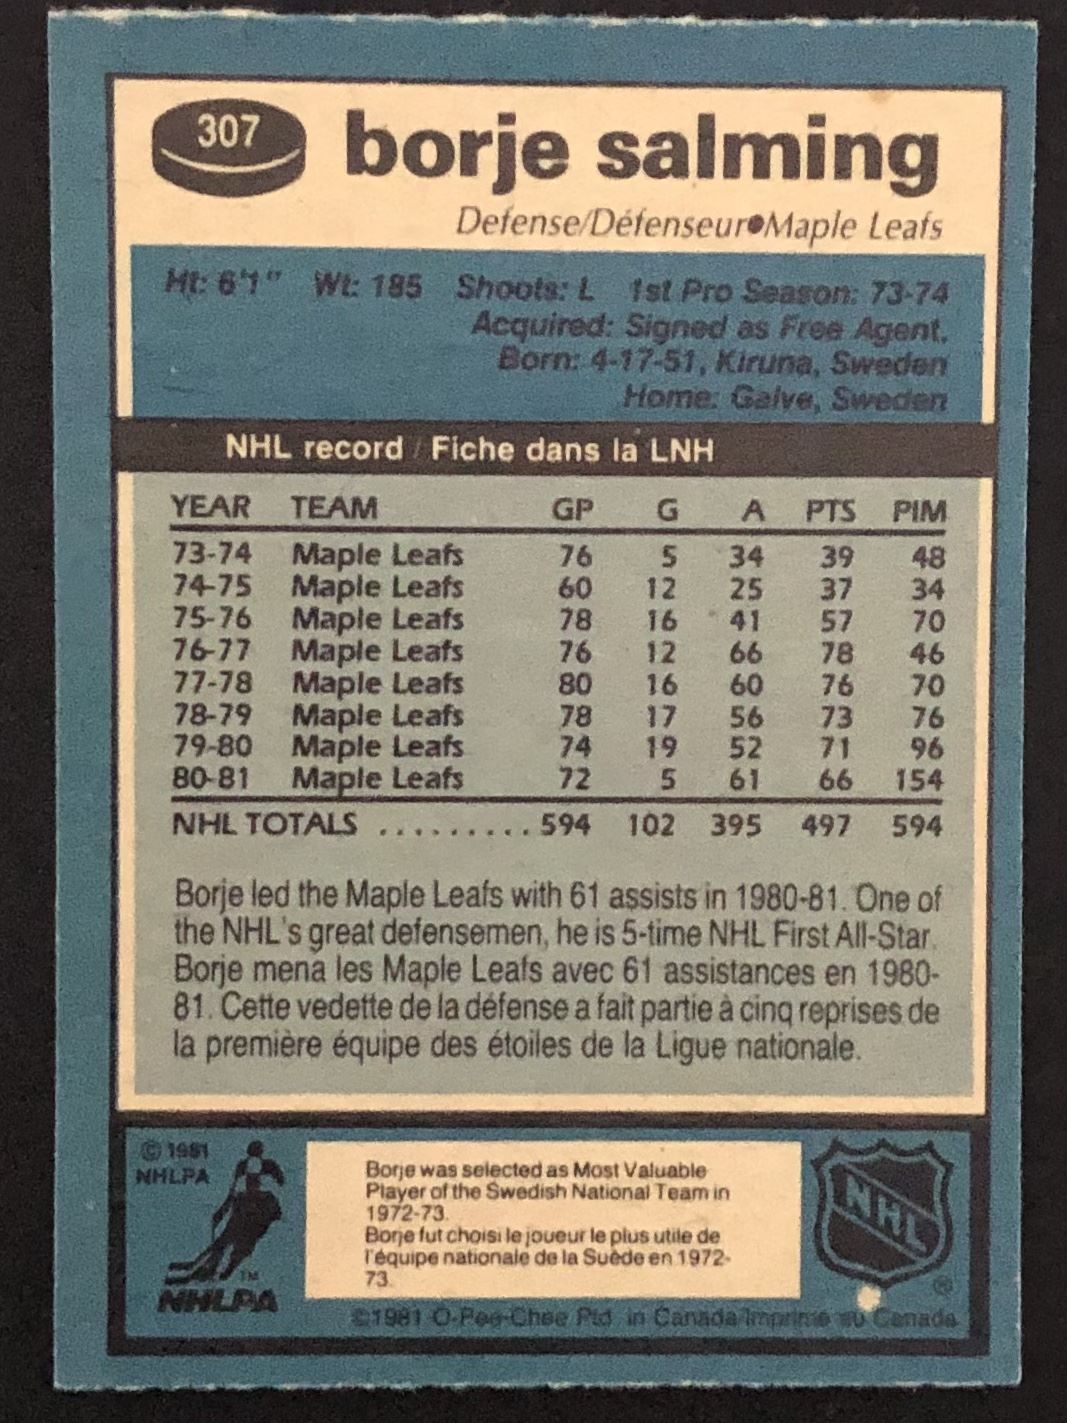 307
borje salming
Defense/Défenseur•Maple Leafs
Ht: 6'1" Wt: 185 Shoots: L 1st Pro Season: 73-74
Acquired: Signed as Free Agent.
Born: 4-17-51, Kiruna, Sweden
Home: Galve, Sweden
NHL record / Fiche dans la LNH
YEAR TEAM GP G A PTS PIM
73-74 Maple Leafs 76 5 34 39 48
74-75 Maple Leafs 60 12 25 37 34
75-76 Maple Leafs 78 16 41 57 70
76-77 Maple Leafs 76 12 66 78 46
77-78 Maple Leafs 80 16 60 76 70
78-79 Maple Leafs 78 17 56 73 76
79-80 Maple Leafs 74 19 52 71 96
80-81 Maple Leafs 72 5 61 66 154
NHL TOTALS .......... 594 102 395 497 594
Borje led the Maple Leafs with 61 assists in 1980-81. One of
the NHL's great defensemen, he is 5-time NHL First All-Star.
Borje mena les Maple Leafs avec 61 assistances en 1980-
81. Cette vedette de la défense a fait partie à cinq reprises de
la première équipe des étoiles de la Ligue nationale.
© 1981
NHLPA
TM
NHLPA
Borje was selected as Most Valuable
Player of the Swedish National Team in
1972-73.
Borje fut choisi le joueur le plus utile de
l'équipe nationale de la Suède en 1972-
73.
NHL
®
©1981 O-Pee-Chee Ptd. in Canada/Imprimé au Canada